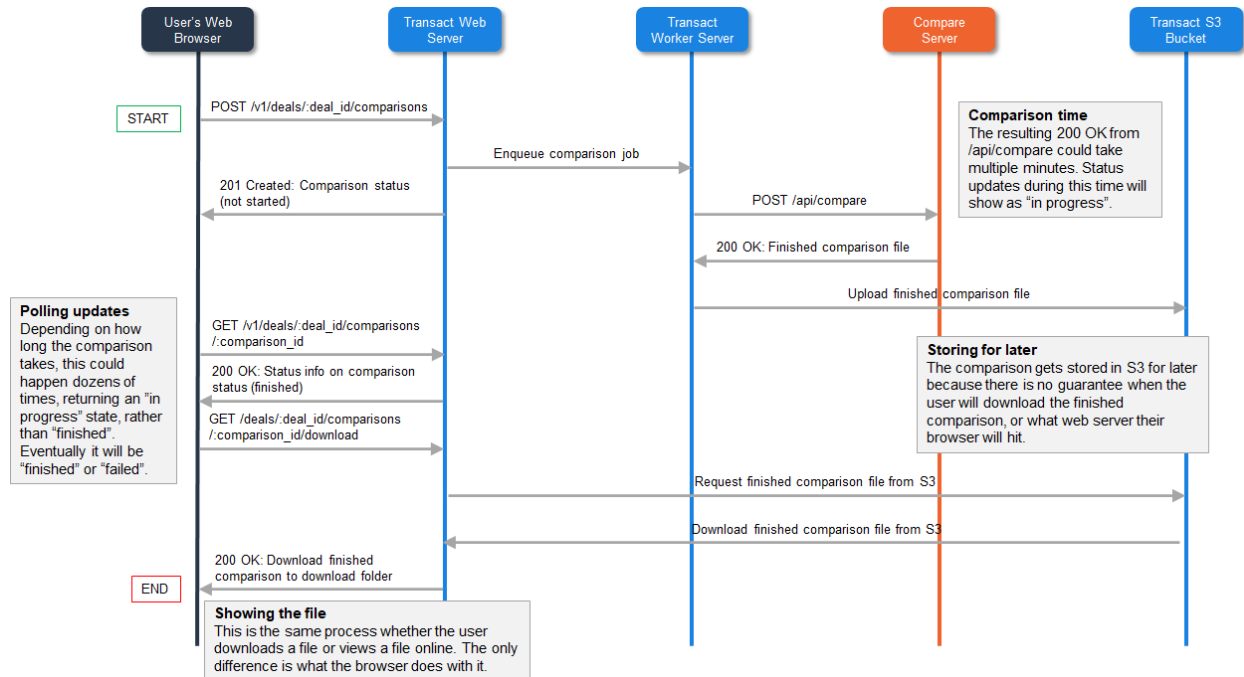 User's Web
Browser
Transact Web
Server
Transact
Worker Server
Compare
Server
Transact S3
Bucket
START
POST /v1/deals/:deal_id/comparisons
Comparison time
The resulting 200 OK from
/api/compare could take
multiple minutes. Status
updates during this time will
show as “in progress”.
Enqueue comparison job
201 Created: Comparison status
(not started)
POST /api/compare
200 OK: Finished comparison file
Upload finished comparison file
Polling updates
Depending on how
long the comparison
takes, this could
happen dozens of
times, returning an ”in
progress” state, rather
than “finished”.
Eventually it will be
“finished” or “failed”.
GET /v1/deals/:deal_id/comparisons
/:comparison_id
200 OK: Status info on comparison
status (finished)
GET /deals/:deal_id/comparisons
/:comparison_id/download
Storing for later
The comparison gets stored in S3 for later
because there is no guarantee when the
user will download the finished
comparison, or what web server their
browser will hit.
Request finished comparison file from S3
Download finished comparison file from S3
200 OK: Download finished
comparison to download folder
END
Showing the file
This is the same process whether the user
downloads a file or views a file online. The only
difference is what the browser does with it.